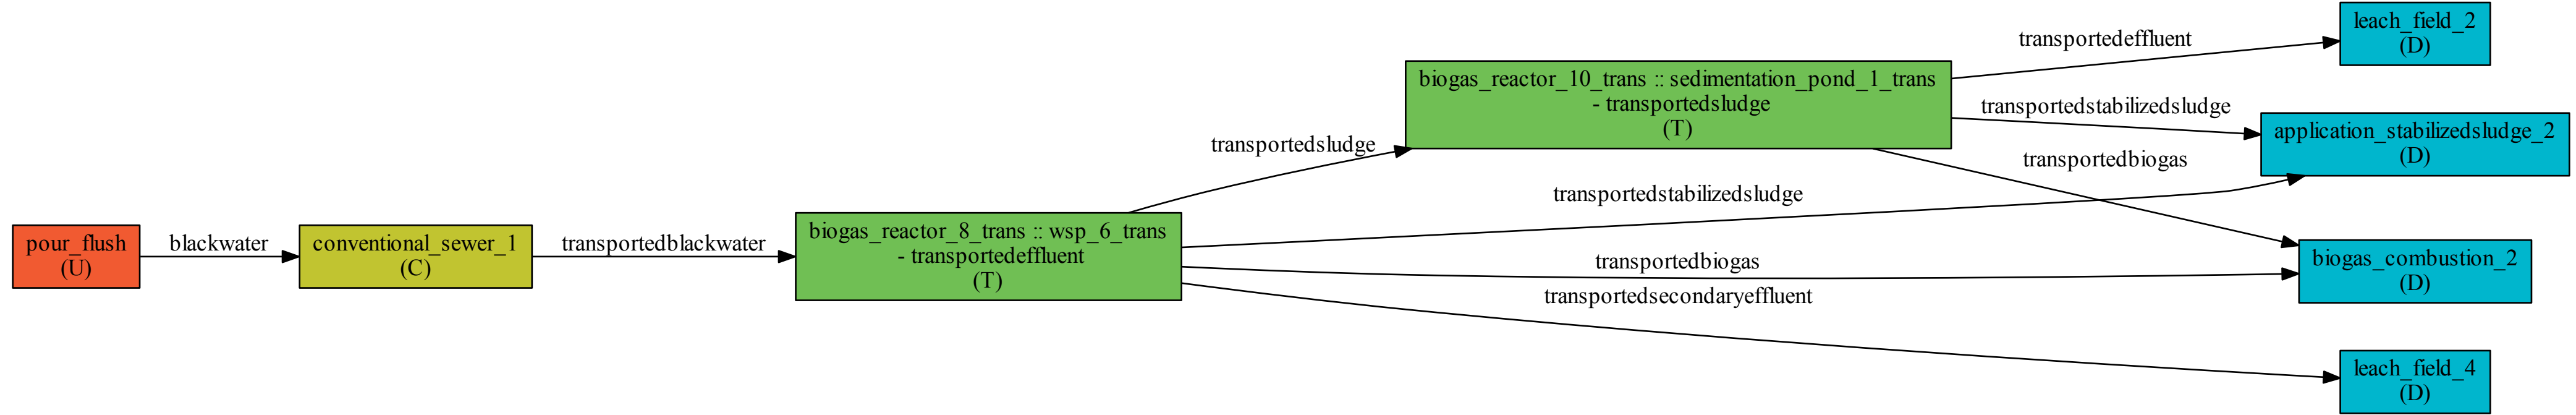 pour_flush
(U)
blackwater
conventional_sewer_1
(C)
transportedblackwater
biogas_reactor_8_trans :: wsp_6_trans
- transportedeffluent
(T)
transportedsludge
biogas_reactor_10_trans :: sedimentation_pond_1_trans
- transportedsludge
(T)
transportedstabilizedsludge
transportedbiogas
transportedsecondaryeffluent
transportedeffluent
transportedstabilizedsludge
transportedbiogas
leach_field_2
(D)
application_stabilizedsludge_2
(D)
biogas_combustion_2
(D)
leach_field_4
(D)